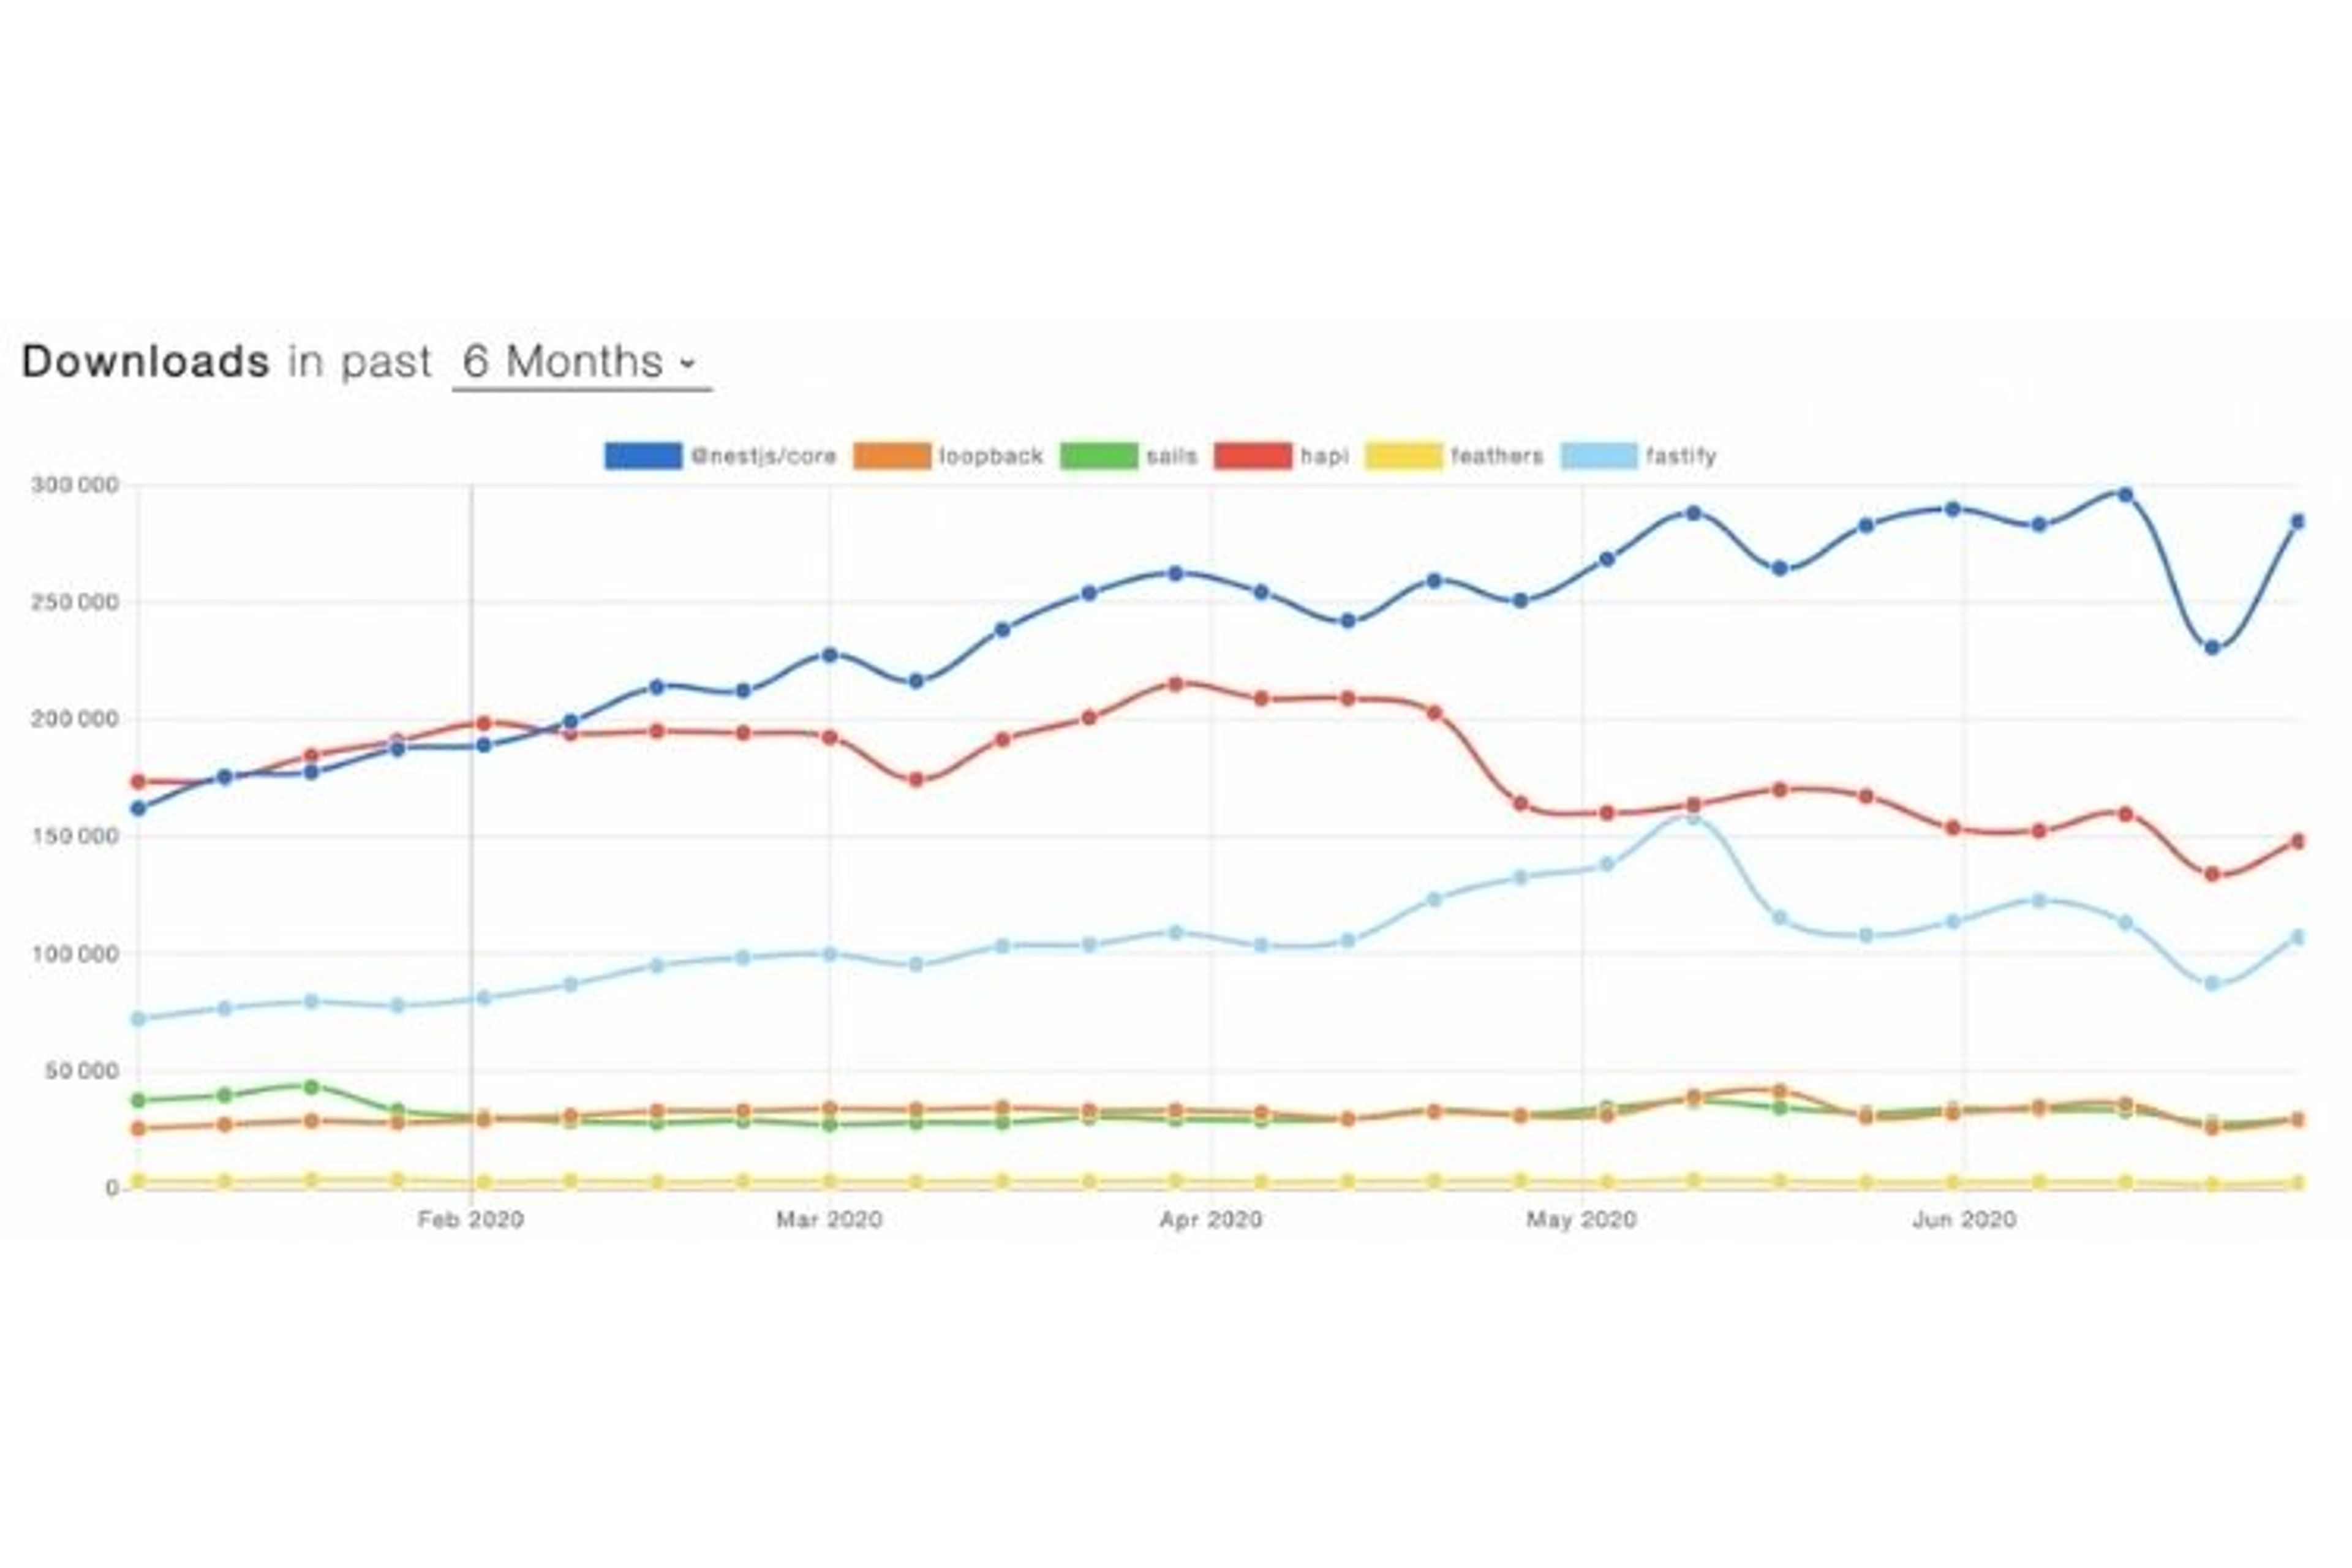 Downloads in past 6 Months
@nestjs/core loopback sails hapi feathers fastify
300 000
250 000
200 000
150 000
100 000
50 000
0
Feb 2020 Mar 2020 Apr 2020 May 2020 Jun 2020